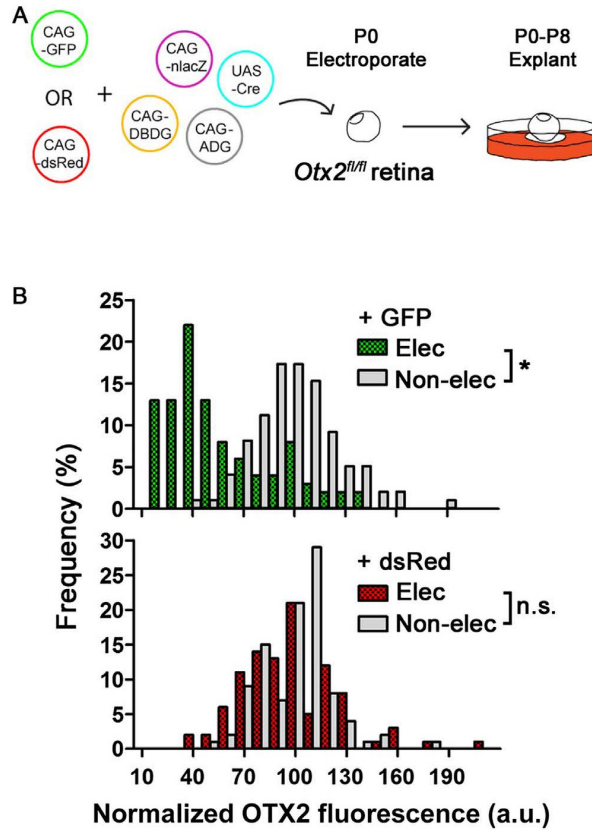 A
CAG
-GFP
OR
CAG
-dsRed
+
CAG
-nlacZ
UAS
-Cre
CAG-
DBDG
CAG-
ADG
P0
Electroporate
Otx2fl/fl retina
P0-P8
Explant
B
Frequency (%)
25
20
15
10
5
0
+ GFP
Elec
Non-elec
*
30
25
20
15
10
5
0
+ dsRed
Elec
Non-elec
n.s.
10 40 70 100 130 160 190
Normalized OTX2 fluorescence (a.u.)